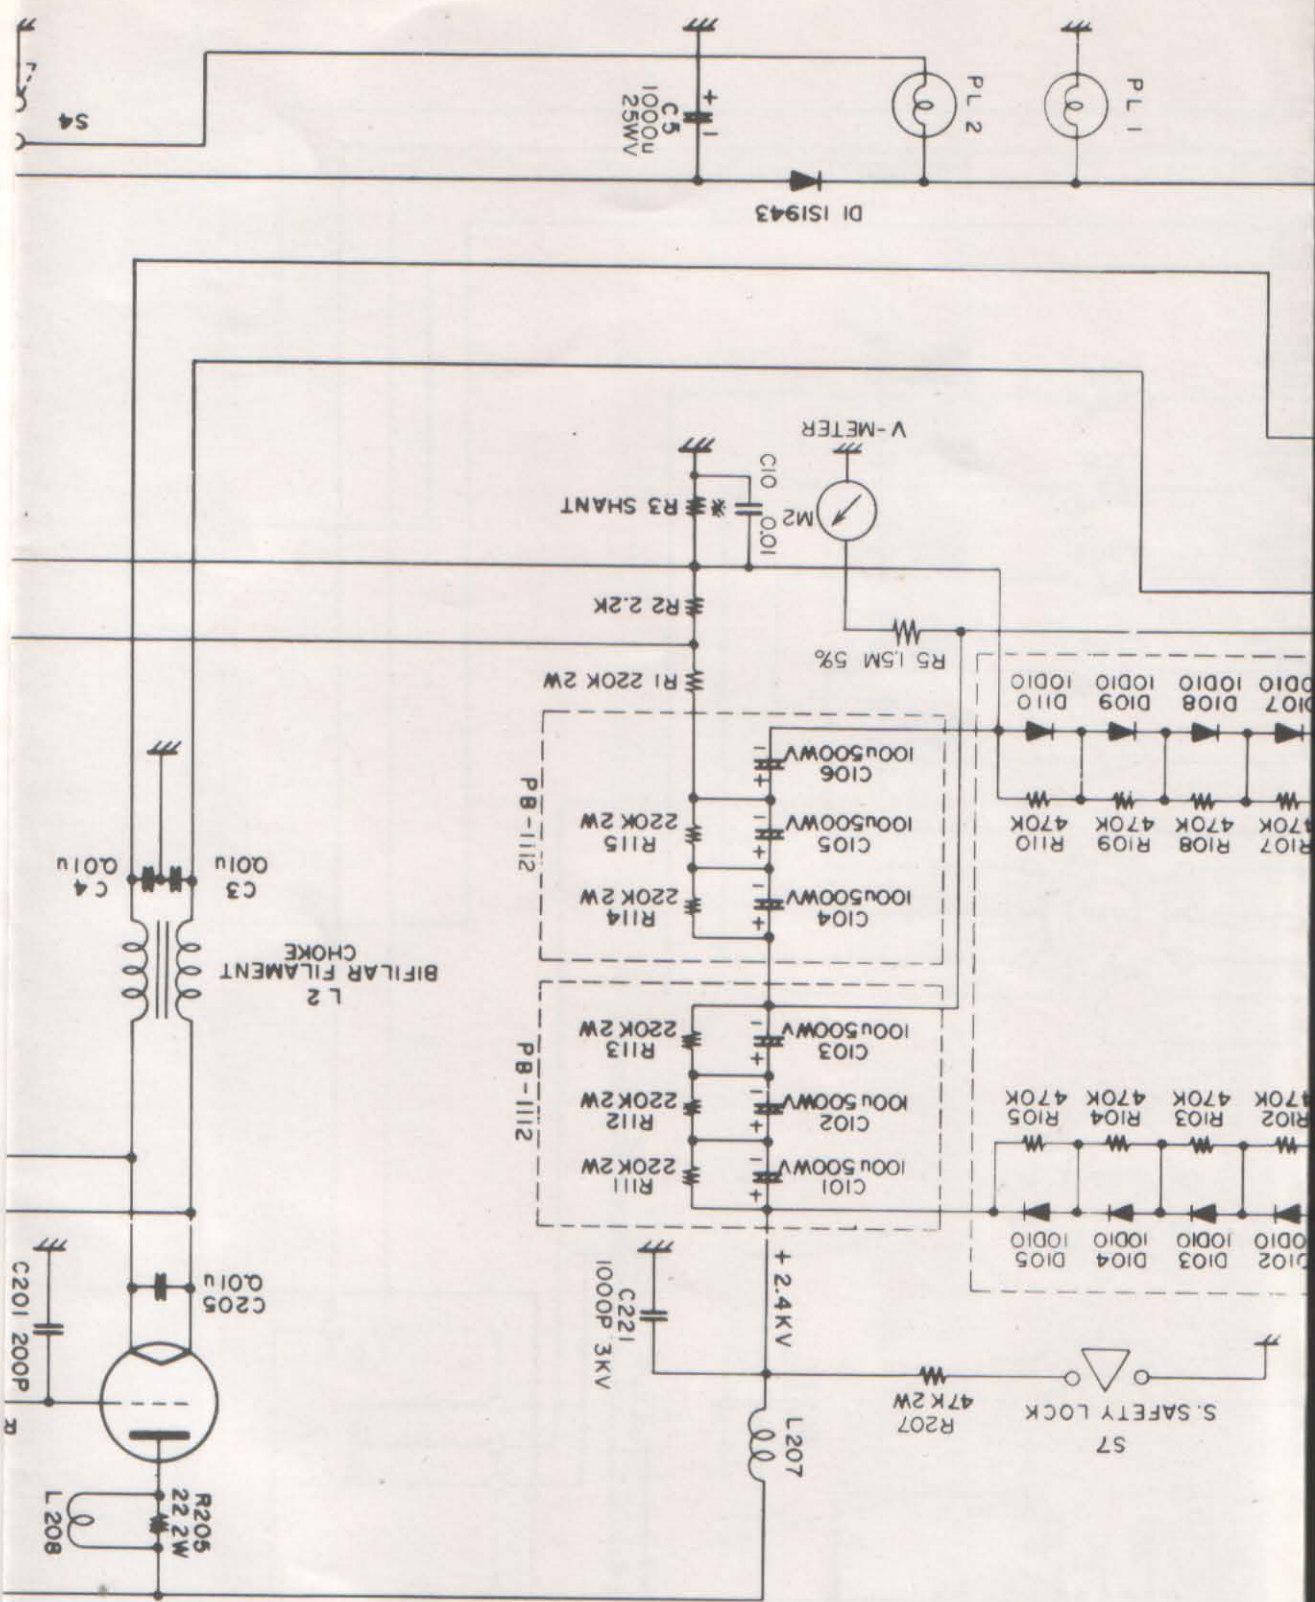 S4
C5
1000u
25WV
PL 2
PL 1
D1 1S1943
V-METER
M2
C10 0.01
R3 SHANT
*
R2 2.2K
R5 1.5M 5%
R1 220K 2W
D110
10D10
D109
10D10
D108
10D10
D107
10D10
PB-1112
C106
100u500WV
C105
100u500WV
C104
100u500WV
R115
220K 2W
R114
220K 2W
R110
470K
R109
470K
R108
470K
R107
470K
C4
0.01u
C3
0.01u
L2
BIFILAR FILAMENT
CHOKE
PB-1112
C103
100u500WV
C102
100u500WV
C101
100u500WV
R113
220K 2W
R112
220K 2W
R111
220K 2W
R105
470K
R104
470K
R103
470K
R102
470K
D105
10D10
D104
10D10
D103
10D10
D102
10D10
+2.4KV
C221
1000P 3KV
C205
0.01u
C201 200P
R207
47K 2W
S7
S.SAFETY LOCK
L207
R205
22 2W
L208